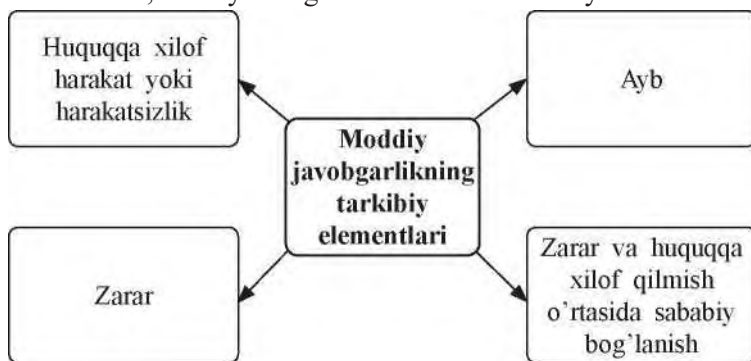 Huquqqa xilof
harakat yoki
harakatsizlik
Ayb
Moddiy
javobgarlikning
tarkibiy
elementlari
Zarar
Zarar va huquqqa
xilof qilmish
o`rtasida sababiy
bog`lanish